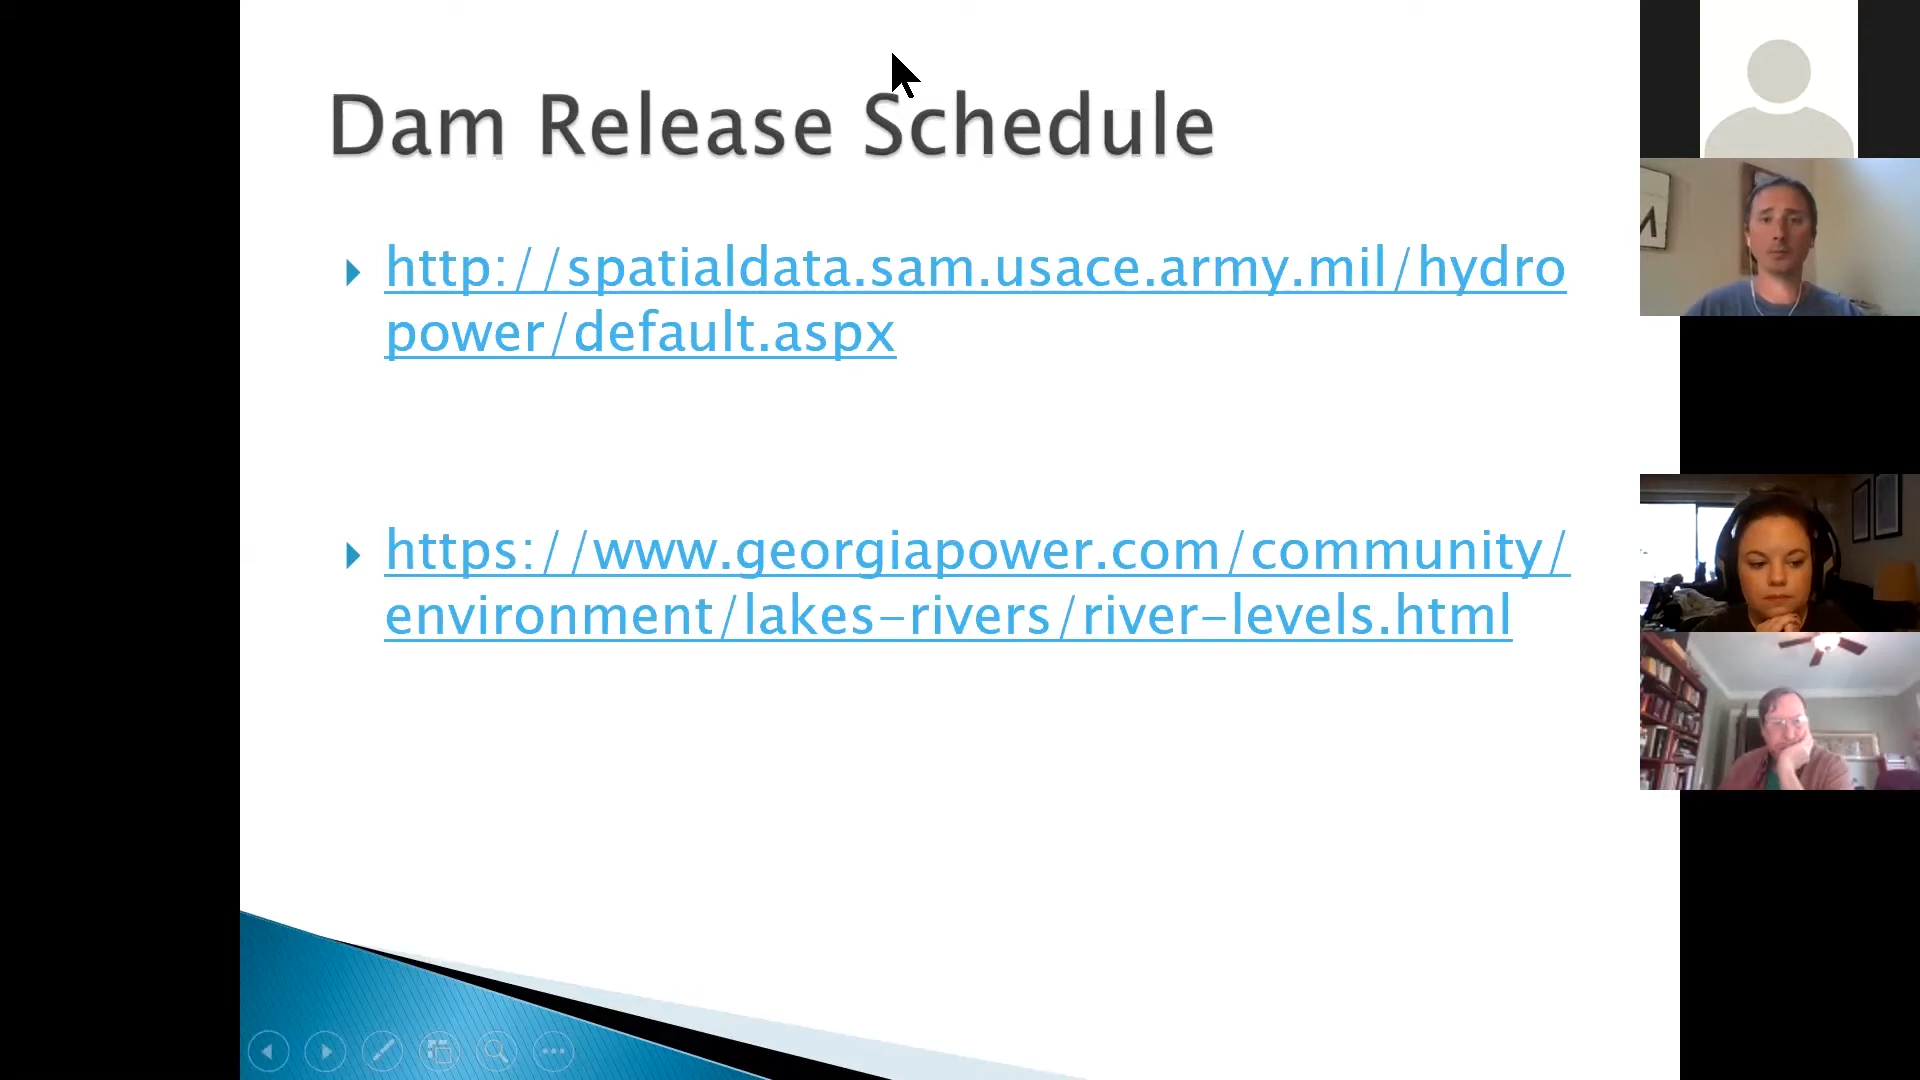 Dam Release Schedule
http://spatialdata.sam.usace.army.mil/hydro
power/default.aspx
https://www.georgiapower.com/community/
environment/lakes-rivers/river-levels.html